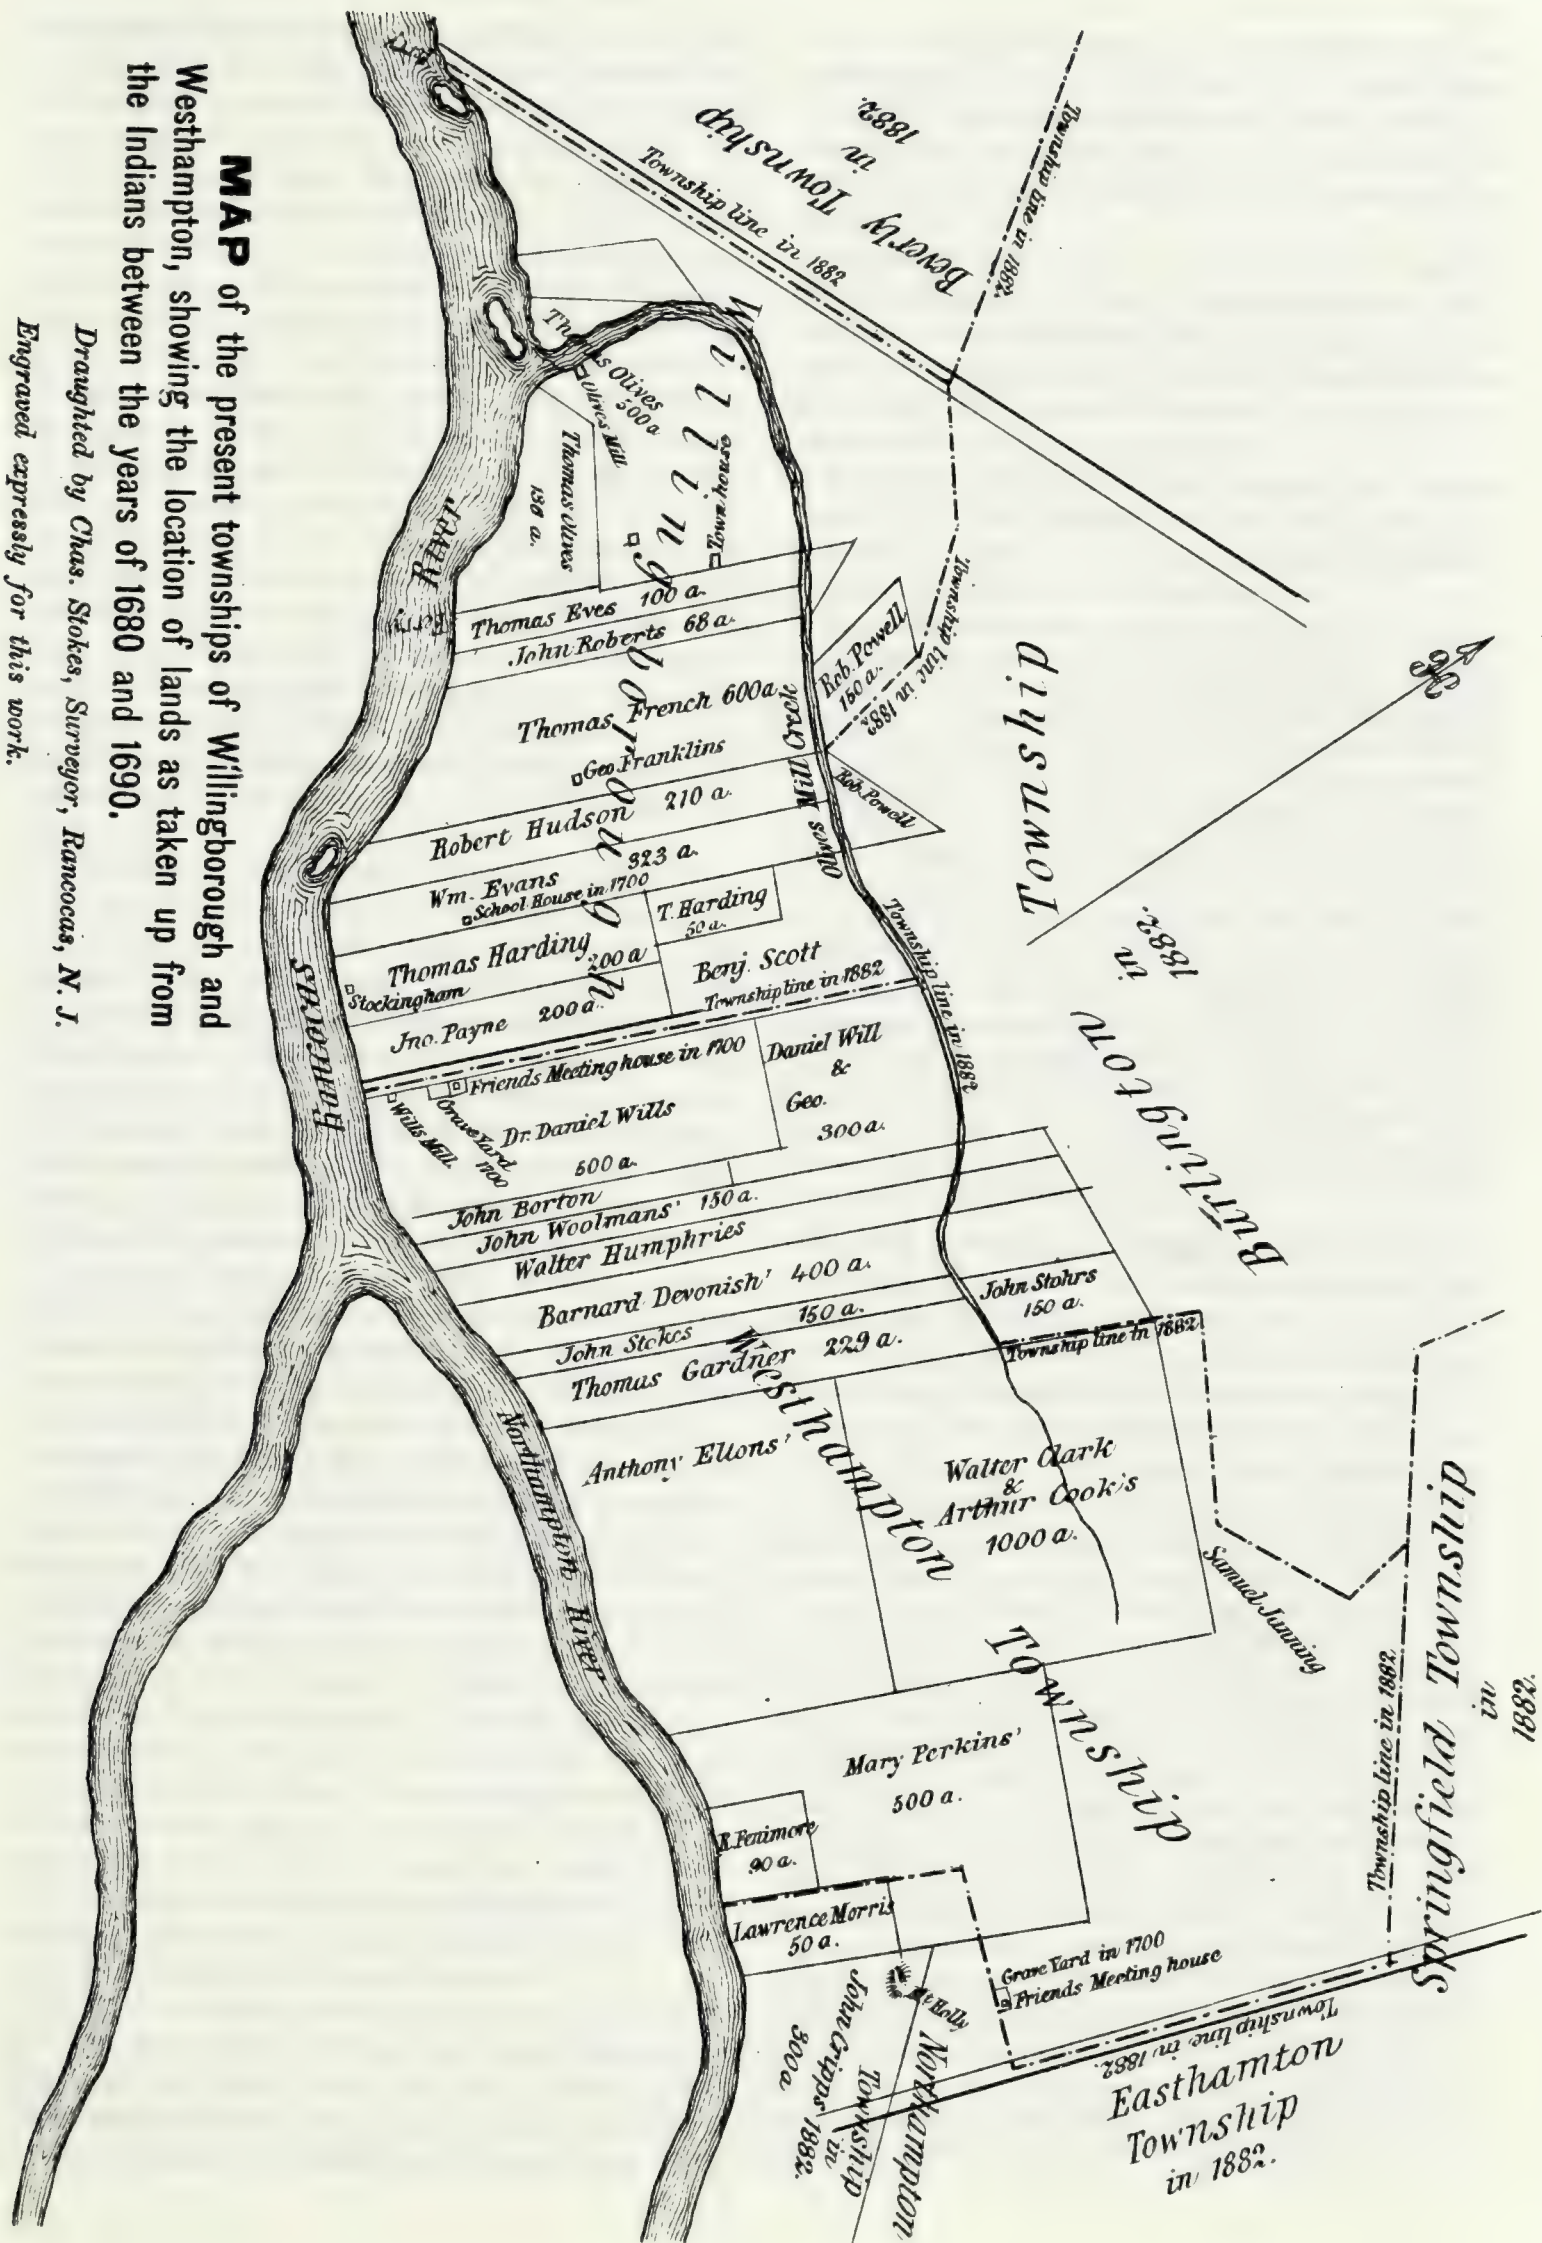 MAP of the present townships of Willingborough and
Westhampton, showing the location of lands as taken up from
the Indians between the years of 1680 and 1690.
Draughted by Chas. Stokes, Surveyor, Rancocas, N. J.
Engraved expressly for this work.
Beverly Township
in
1882.
Township line in 1882.
Township line in 1882
Willingborough
Thomas Olives
500 a
Olives Mill
Town house
Thomas Olives
130 a.
River
Ferry
Thomas Eves 100 a.
John Roberts 68 a.
Rob. Powell
150 a.
Township line in 1882
Thomas French 600 a.
Geo. Franklins
Olives Mill Creek
Rob. Powell
Robert Hudson 210 a.
Wm. Evans 323 a.
School House in 1700
T. Harding
50 a.
Thomas Harding
200 a
Stockingham
Benj. Scott
Township line in 1882
Township line in 1882
Jno. Payne 200 a.
Rancocas
Burlington
Township
in
1882.
Friends Meeting house in 1700
Grave Yard
1700
Wills Mill.
Dr. Daniel Wills
500 a.
Daniel Will
&
Geo.
300 a.
John Borton
John Woolmans' 150 a.
Walter Humphries
Barnard Devonish' 400 a.
John Stokes 150 a.
John Stohrs
150 a.
Township line in 1882
Thomas Gardner 229 a.
Westhampton
Township
Anthony Eltons'
Walter Clark
&
Arthur Cook's
1000 a.
Northampton River
Samuel Junning
Springfield Township
in
1882.
Township line in 1882
Mary Perkins'
500 a.
R. Fenimore
90 a.
Lawrence Morris
50 a.
Grave Yard in 1700
Friends Meeting house
Mt Holly
John Cripps
300 a
Northampton
Township
in
1882.
Township line in 1882.
Easthamton
Township
in 1882.